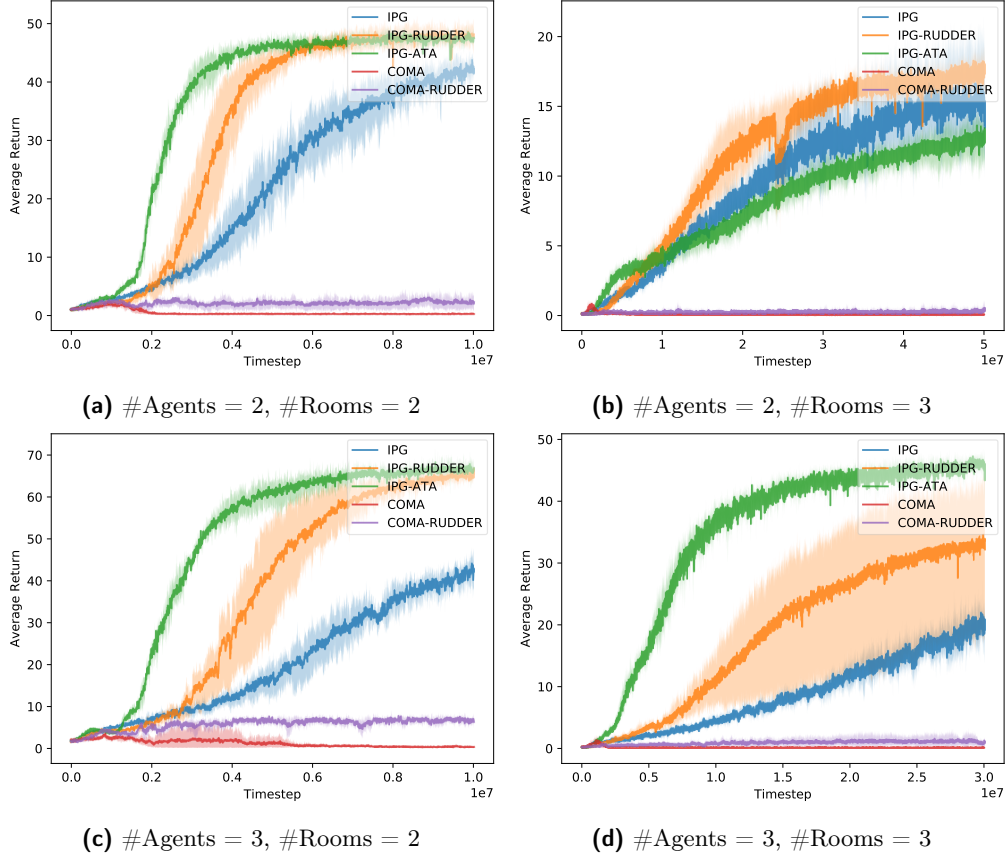 IPG
IPG-RUDDER
IPG-ATA
COMA
COMA-RUDDER
50
40
30
20
10
0
Average Return
0.0 0.2 0.4 0.6 0.8 1.0
1e7
Timestep
(a) #Agents = 2, #Rooms = 2
IPG
IPG-RUDDER
IPG-ATA
COMA
COMA-RUDDER
20
15
10
5
0
Average Return
0 1 2 3 4 5
1e7
Timestep
(b) #Agents = 2, #Rooms = 3
IPG
IPG-RUDDER
IPG-ATA
COMA
COMA-RUDDER
70
60
50
40
30
20
10
0
Average Return
0.0 0.2 0.4 0.6 0.8 1.0
1e7
Timestep
(c) #Agents = 3, #Rooms = 2
IPG
IPG-RUDDER
IPG-ATA
COMA
COMA-RUDDER
50
40
30
20
10
0
Average Return
0.0 0.5 1.0 1.5 2.0 2.5 3.0
1e7
Timestep
(d) #Agents = 3, #Rooms = 3